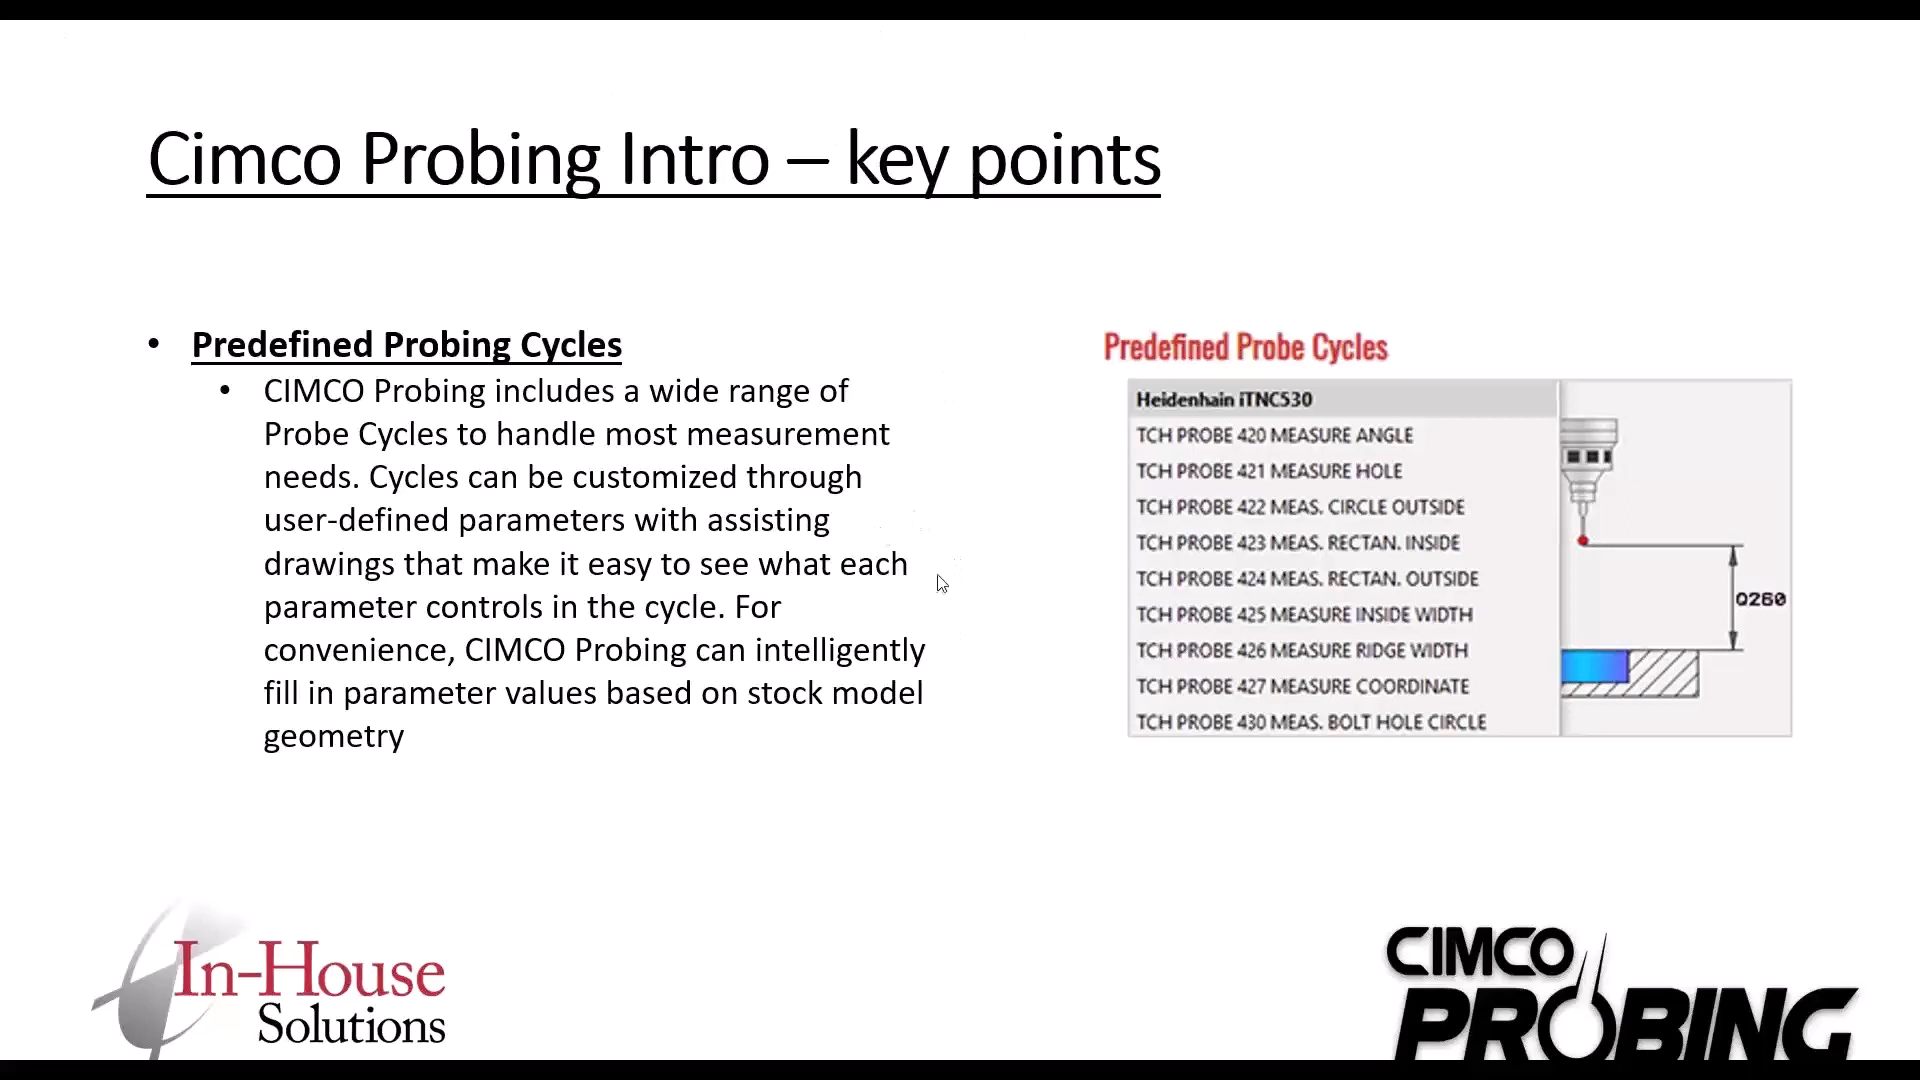 Cimco Probing Intro – key points
• Predefined Probing Cycles
• CIMCO Probing includes a wide range of
Probe Cycles to handle most measurement
needs. Cycles can be customized through
user-defined parameters with assisting
drawings that make it easy to see what each
parameter controls in the cycle. For
convenience, CIMCO Probing can intelligently
fill in parameter values based on stock model
geometry
Predefined Probe Cycles
Heidenhain iTNC530
TCH PROBE 420 MEASURE ANGLE
TCH PROBE 421 MEASURE HOLE
TCH PROBE 422 MEAS. CIRCLE OUTSIDE
TCH PROBE 423 MEAS. RECTAN. INSIDE
TCH PROBE 424 MEAS. RECTAN. OUTSIDE
TCH PROBE 425 MEASURE INSIDE WIDTH
TCH PROBE 426 MEASURE RIDGE WIDTH
TCH PROBE 427 MEASURE COORDINATE
TCH PROBE 430 MEAS. BOLT HOLE CIRCLE
Q260
In-House
Solutions
CIMCO
PROBING